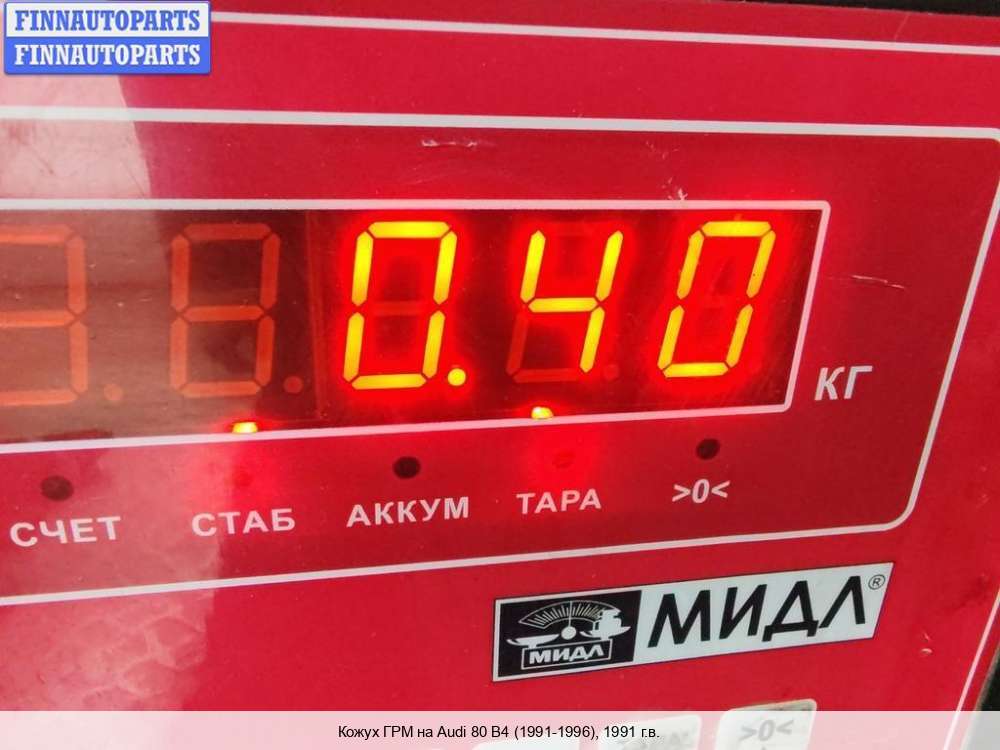 FINNAUTOPARTS
FINNAUTOPARTS
0.40
КГ
СЧЕТ СТАБ АККУМ ТАРА >0<
МИДЛ МИДЛ®
>0<
Кожух ГРМ на Audi 80 B4 (1991-1996), 1991 г.в.